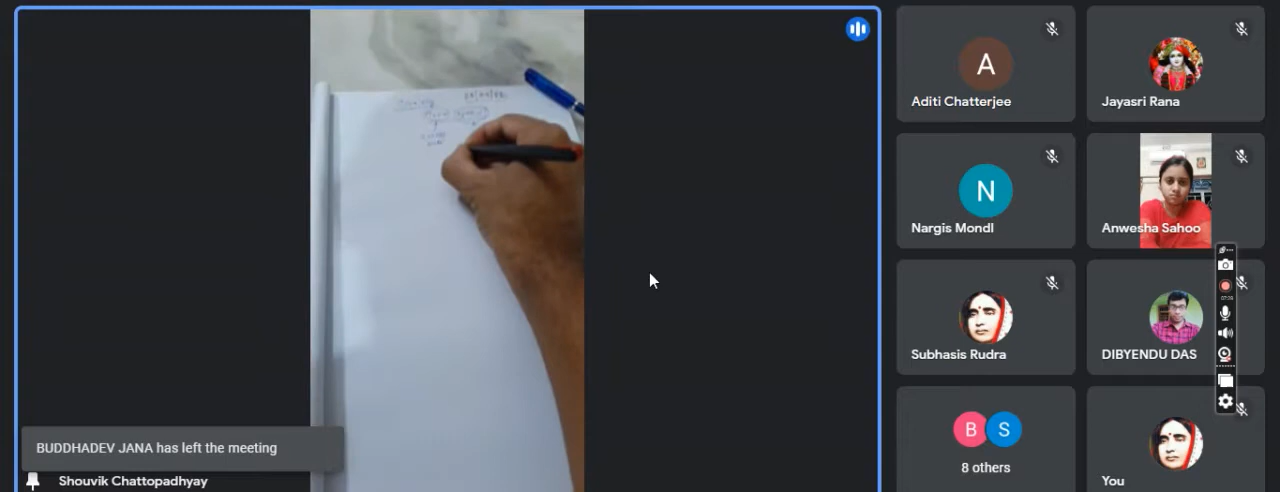 A
Aditi Chatterjee
Jayasri Rana
N
Nargis Mondl
Anwesha Sahoo
Subhasis Rudra
DIBYENDU DAS
B S
8 others
You
BUDDHADEV JANA has left the meeting
Shouvik Chattopadhyay